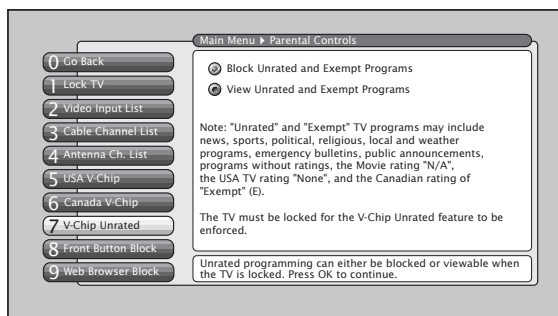 Main Menu ▶ Parental Controls
0 Go Back
1 Lock TV
2 Video Input List
3 Cable Channel List
4 Antenna Ch. List
5 USA V-Chip
6 Canada V-Chip
7 V-Chip Unrated
8 Front Button Block
9 Web Browser Block
Block Unrated and Exempt Programs
View Unrated and Exempt Programs
Note: "Unrated" and "Exempt" TV programs may include
news, sports, political, religious, local and weather
programs, emergency bulletins, public announcements,
programs without ratings, the Movie rating "N/A",
the USA TV rating "None", and the Canadian rating of
"Exempt" (E).
The TV must be locked for the V-Chip Unrated feature to be
enforced.
Unrated programming can either be blocked or viewable when
the TV is locked. Press OK to continue.